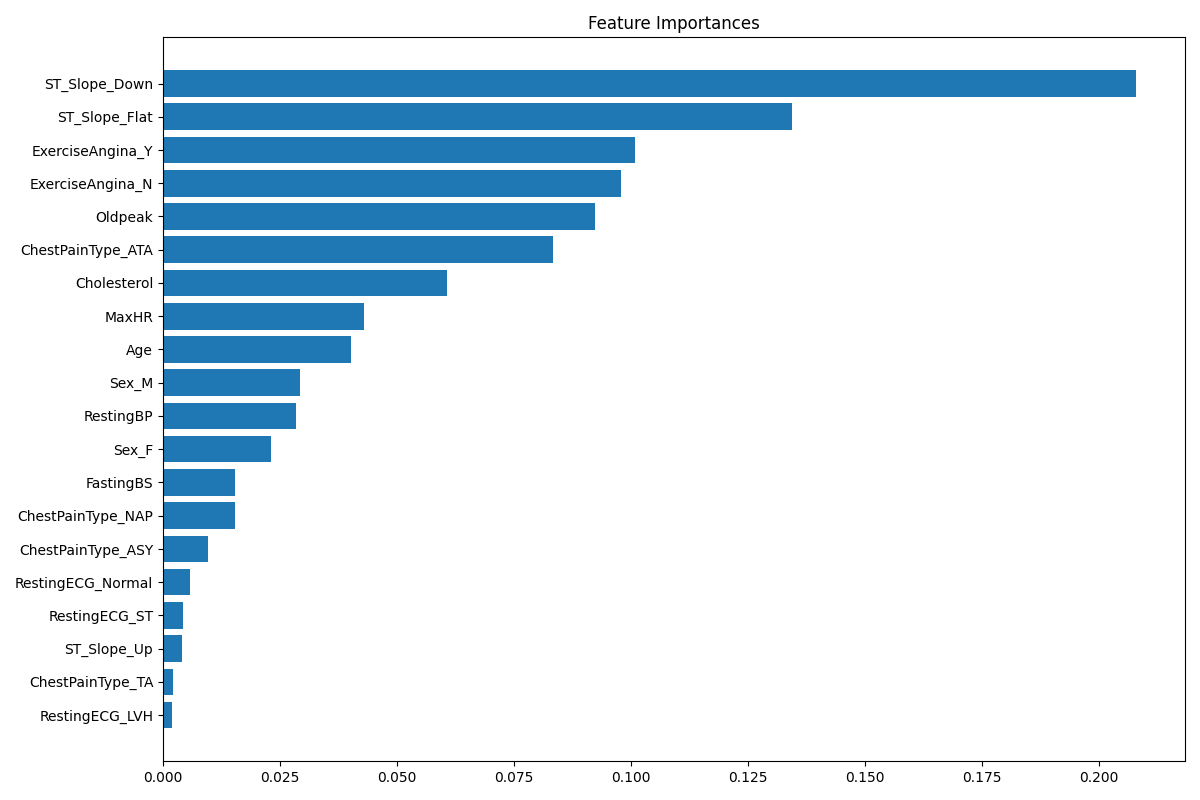 Feature Importances
ST_Slope_Down
ST_Slope_Flat
ExerciseAngina_Y
ExerciseAngina_N
Oldpeak
ChestPainType_ATA
Cholesterol
MaxHR
Age
Sex_M
RestingBP
Sex_F
FastingBS
ChestPainType_NAP
ChestPainType_ASY
RestingECG_Normal
RestingECG_ST
ST_Slope_Up
ChestPainType_TA
RestingECG_LVH
0.000 0.025 0.050 0.075 0.100 0.125 0.150 0.175 0.200